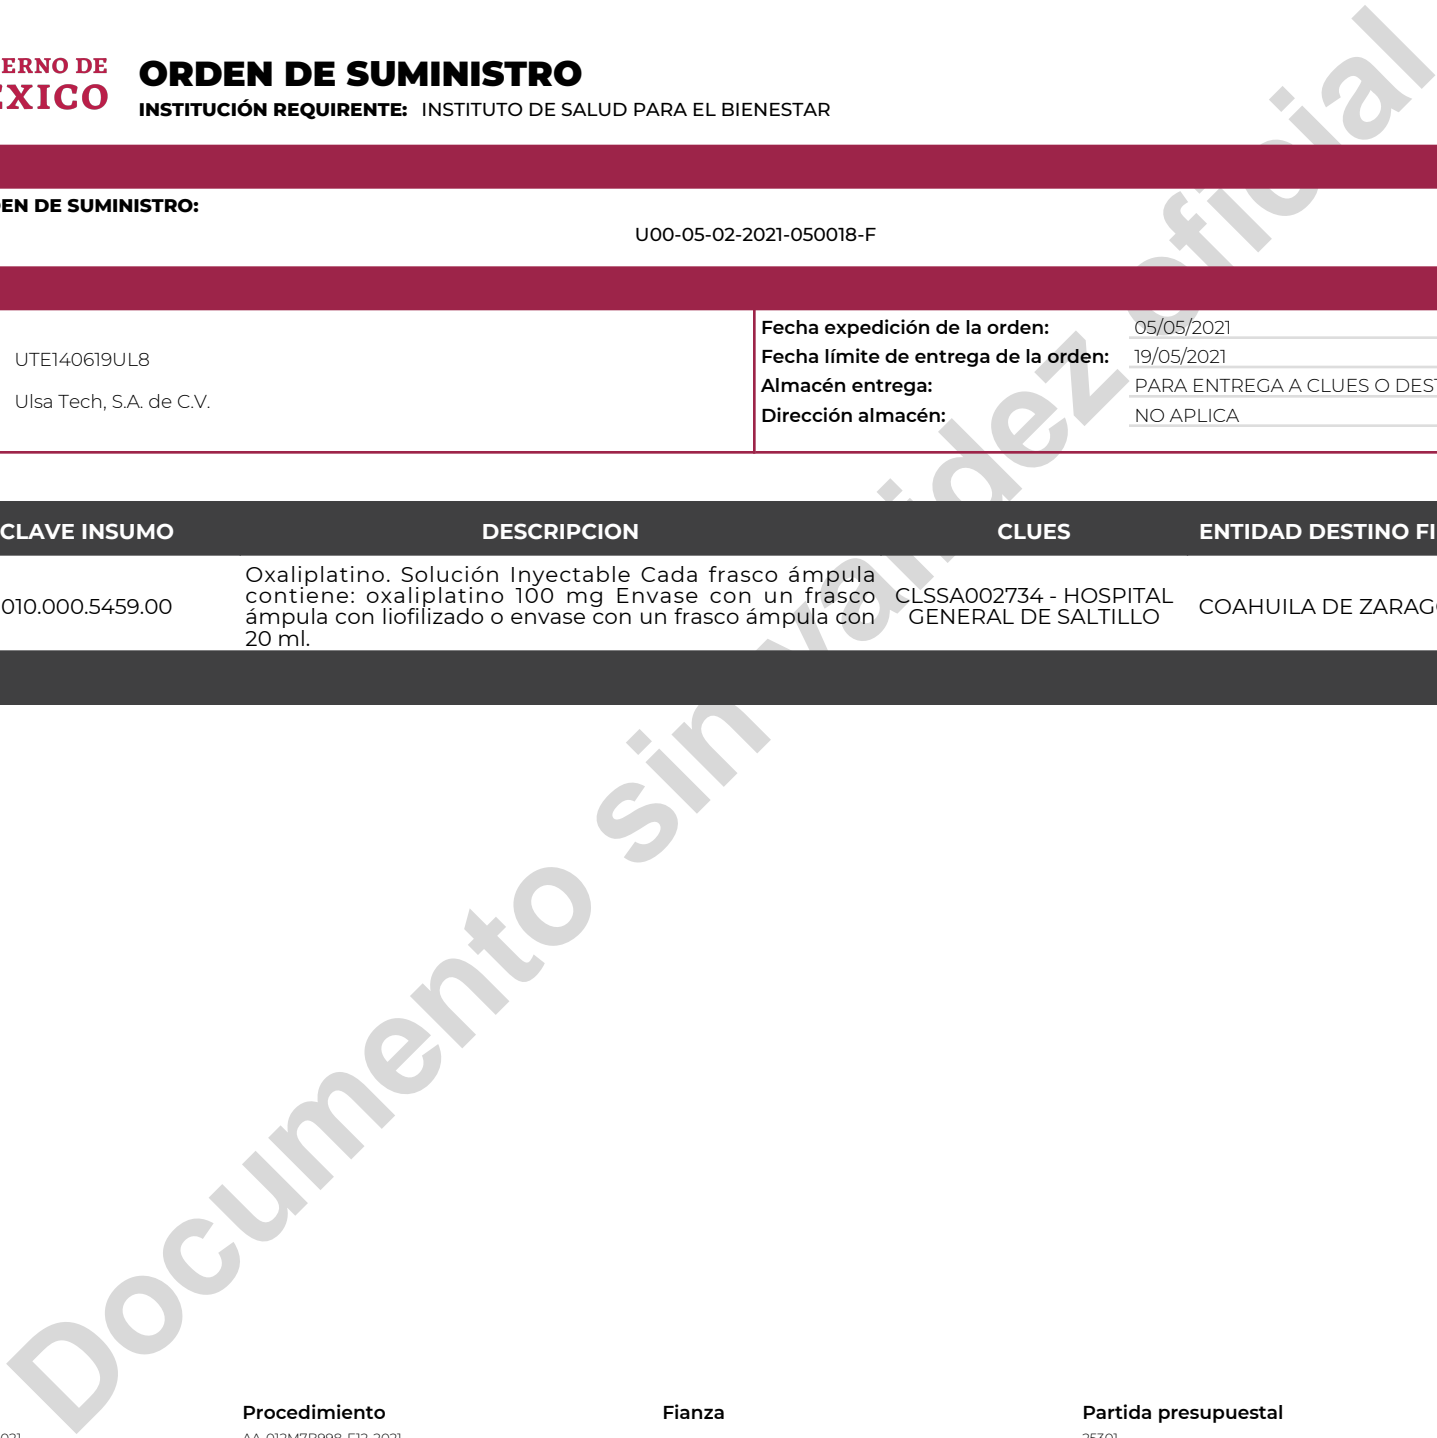 ERNO DE
ORDEN DE SUMINISTRO
EXICO
INSTITUCIÓN REQUIRENTE: INSTITUTO DE SALUD PARA EL BIENESTAR
EN DE SUMINISTRO:
U00-05-02-2021-050018-F
UTE140619UL8
Ulsa Tech, S.A. de C.V.
Fecha expedición de la orden: 05/05/2021
Fecha límite de entrega de la orden: 19/05/2021
Almacén entrega: PARA ENTREGA A CLUES O DEST
Dirección almacén: NO APLICA
CLAVE INSUMO DESCRIPCION CLUES ENTIDAD DESTINO FI
010.000.5459.00
Oxaliplatino. Solución Inyectable Cada frasco ámpula
contiene: oxaliplatino 100 mg Envase con un frasco
ámpula con liofilizado o envase con un frasco ámpula con
20 ml.
CLSSA002734 - HOSPITAL
GENERAL DE SALTILLO
COAHUILA DE ZARAG
Documento sin validez oficial
Procedimiento Fianza Partida presupuestal